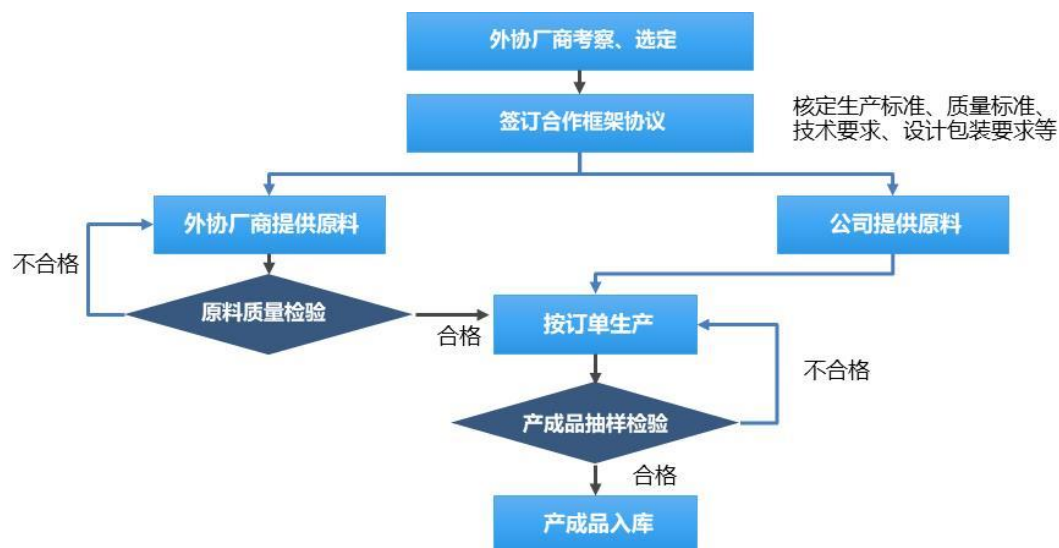 外协厂商考察、选定
签订合作框架协议
核定生产标准、质量标准、
技术要求、设计包装要求等
外协厂商提供原料
公司提供原料
不合格
原料质量检验
合格
按订单生产
不合格
产成品抽样检验
合格
产成品入库